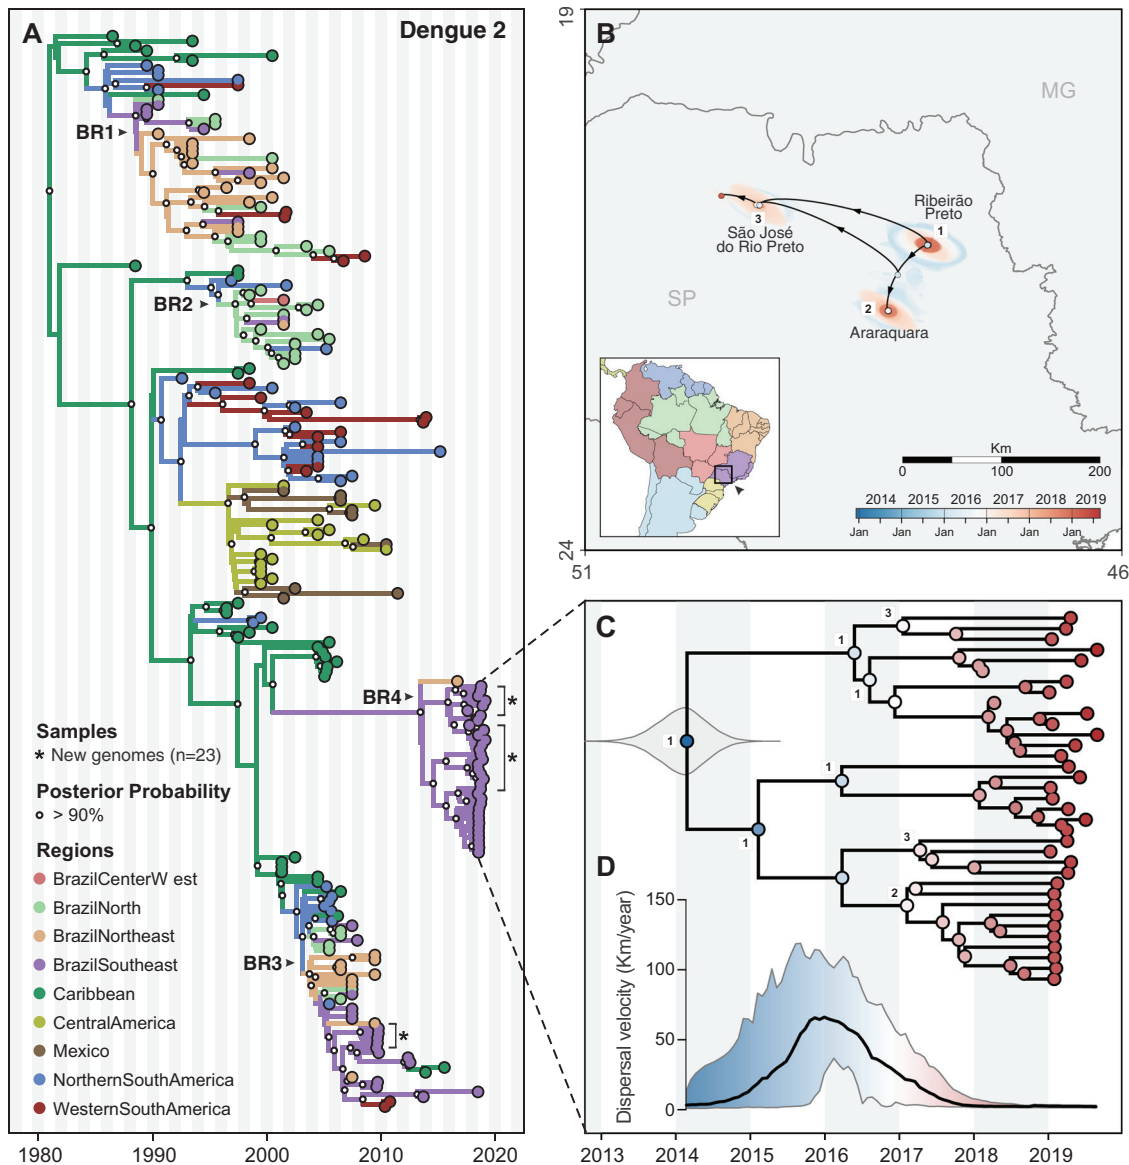 A
Dengue 2
BR1
BR2
BR4
*
*
BR3
*
Samples
* New genomes (n=23)
Posterior Probability
> 90%
Regions
BrazilCenterW est
BrazilNorth
BrazilNortheast
BrazilSoutheast
Caribbean
CentralAmerica
Mexico
NorthernSouthAmerica
WesternSouthAmerica
1980 1990 2000 2010 2020
19
B
MG
Ribeirão
Preto
1
3
São José
do Rio Preto
SP
2
Araraquara
Km
0 100 200
2014 2015 2016 2017 2018 2019
Jan Jan Jan Jan Jan Jan
24
51 46
C
3
1
1
1
1
1
3
2
D
Dispersal velocity (Km/year)
150
100
50
0
2013 2014 2015 2016 2017 2018 2019